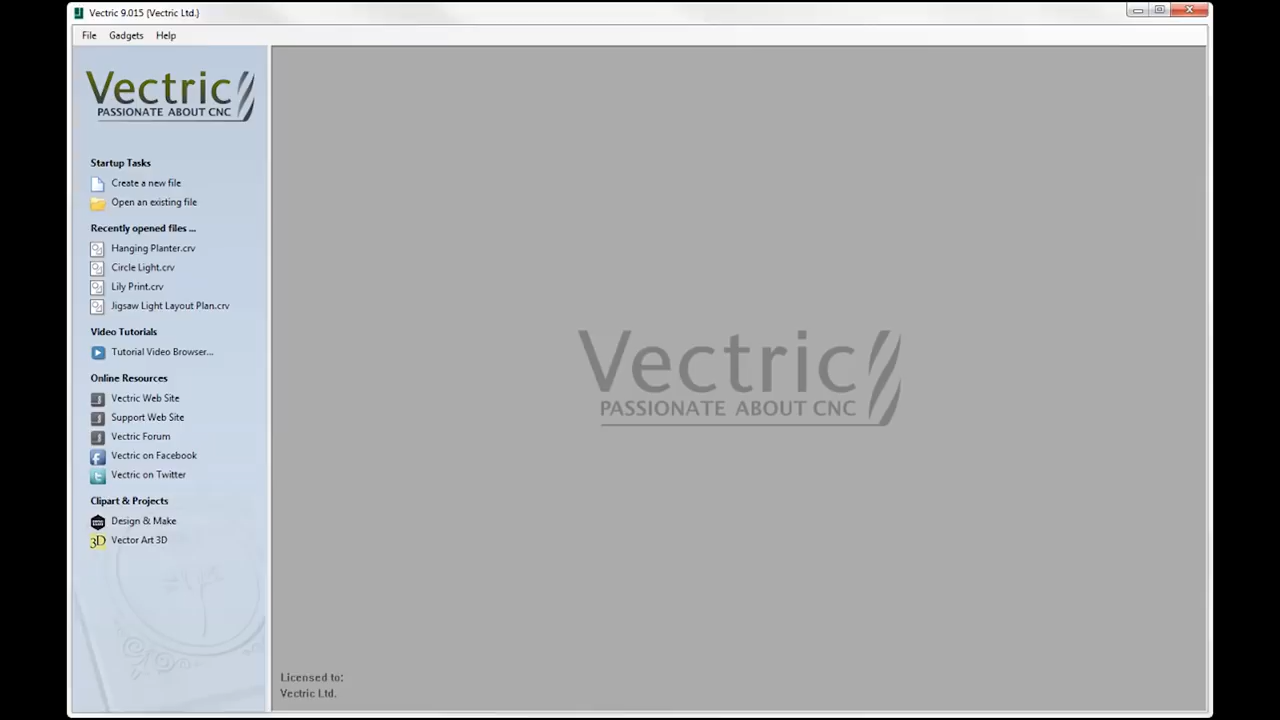 Vectric 9.015 {Vectric Ltd.}
File Gadgets Help
Vectric
PASSIONATE ABOUT CNC
Startup Tasks
Create a new file
Open an existing file
Recently opened files ...
Hanging Planter.crv
Circle Light.crv
Lily Print.crv
Jigsaw Light Layout Plan.crv
Video Tutorials
Tutorial Video Browser...
Online Resources
Vectric Web Site
Support Web Site
Vectric Forum
Vectric on Facebook
Vectric on Twitter
Clipart & Projects
Design & Make
3D Vector Art 3D
Vectric
PASSIONATE ABOUT CNC
Licensed to:
Vectric Ltd.